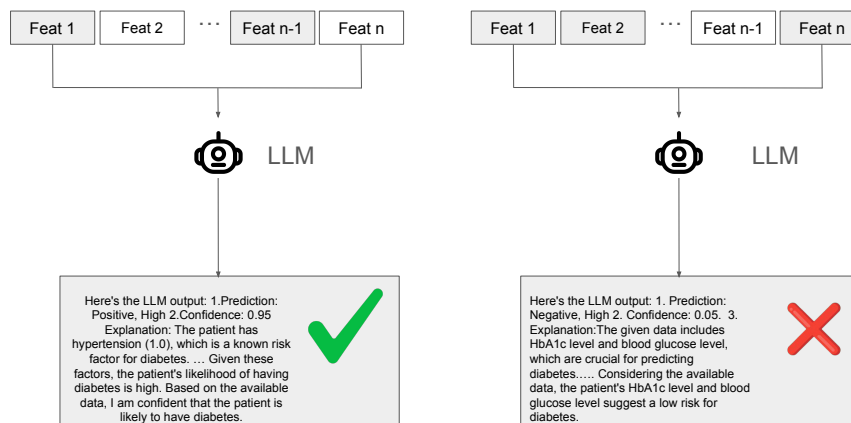 Feat 1 Feat 2 ... Feat n-1 Feat n
LLM
Here's the LLM output: 1.Prediction:
Positive, High 2.Confidence: 0.95
Explanation: The patient has
hypertension (1.0), which is a known risk
factor for diabetes. … Given these
factors, the patient's likelihood of having
diabetes is high. Based on the available
data, I am confident that the patient is
likely to have diabetes.
Feat 1 Feat 2 ... Feat n-1 Feat n
LLM
Here's the LLM output: 1. Prediction:
Negative, High 2. Confidence: 0.05. 3.
Explanation:The given data includes
HbA1c level and blood glucose level,
which are crucial for predicting
diabetes..... Considering the available
data, the patient's HbA1c level and blood
glucose level suggest a low risk for
diabetes.